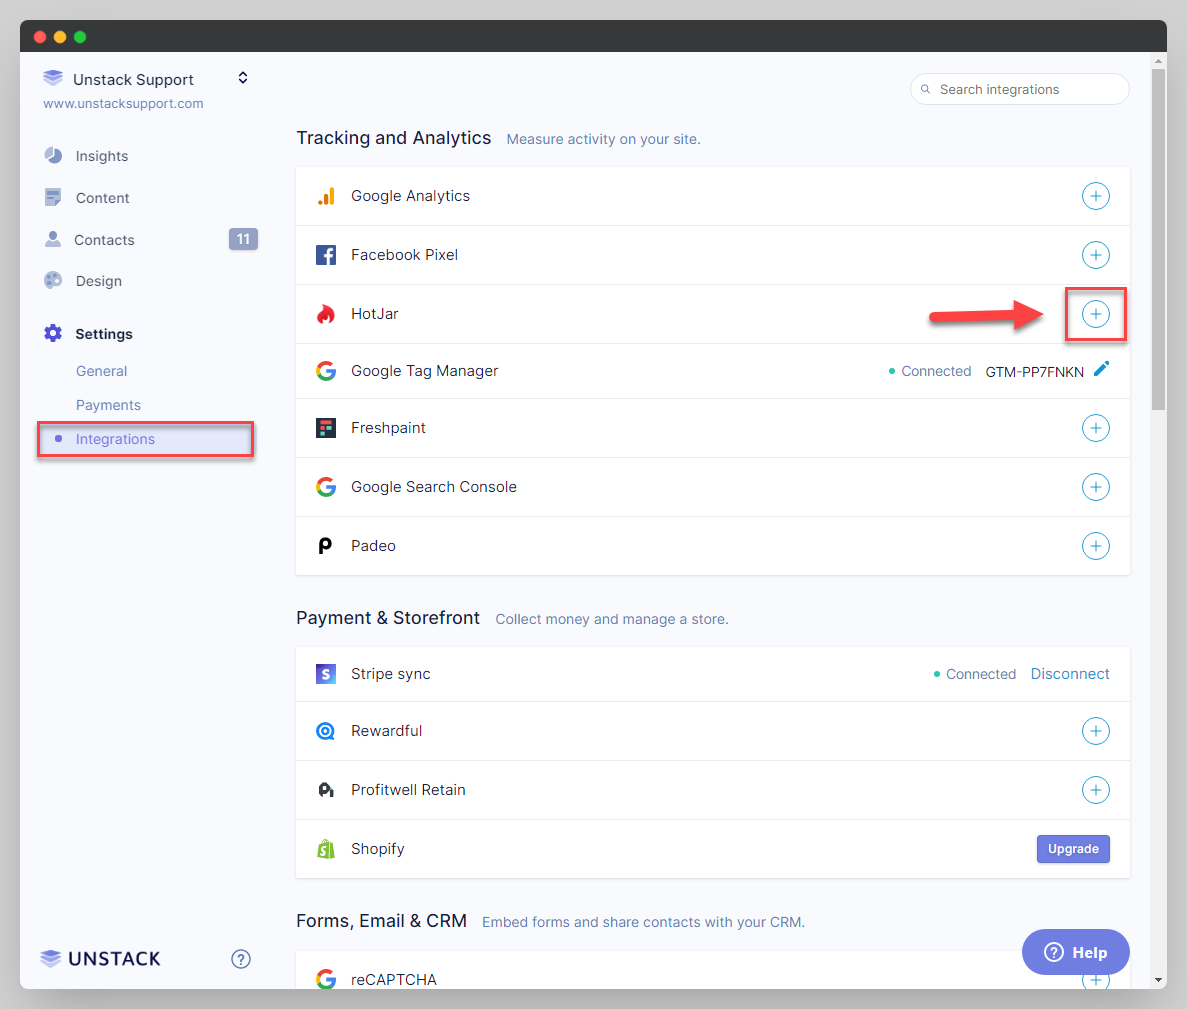 Unstack Support
www.unstacksupport.com
Search integrations
Insights
Content
Contacts 11
Design
Settings
General
Payments
Integrations
Tracking and Analytics Measure activity on your site.
Google Analytics
Facebook Pixel
HotJar
Google Tag Manager Connected GTM-PP7FNKN
Freshpaint
Google Search Console
Padeo
Payment & Storefront Collect money and manage a store.
Stripe sync Connected Disconnect
Rewardful
Profitwell Retain
Shopify Upgrade
Forms, Email & CRM Embed forms and share contacts with your CRM.
reCAPTCHA
UNSTACK ?
? Help